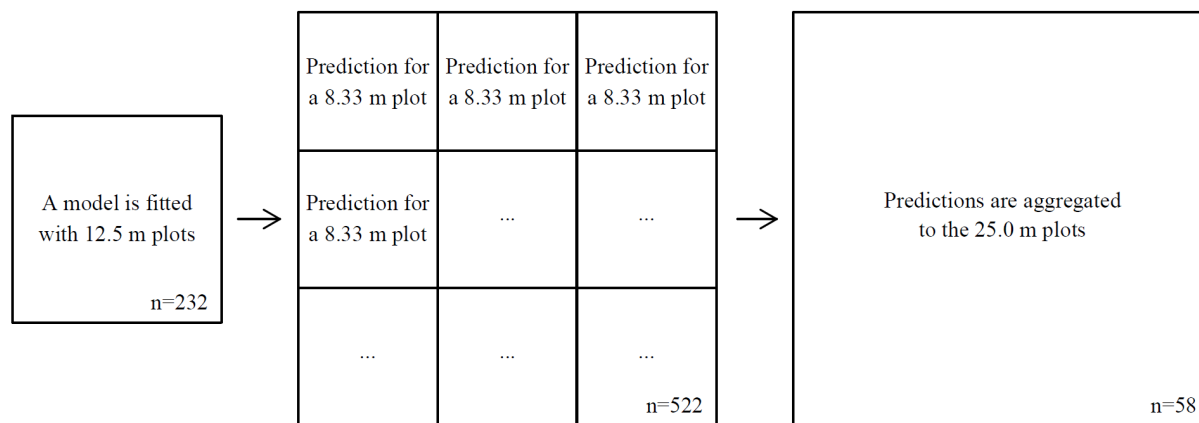 A model is fitted
with 12.5 m plots
n=232
Prediction for
a 8.33 m plot
Prediction for
a 8.33 m plot
Prediction for
a 8.33 m plot
Prediction for
a 8.33 m plot
...
...
...
...
...
n=522
Predictions are aggregated
to the 25.0 m plots
n=58